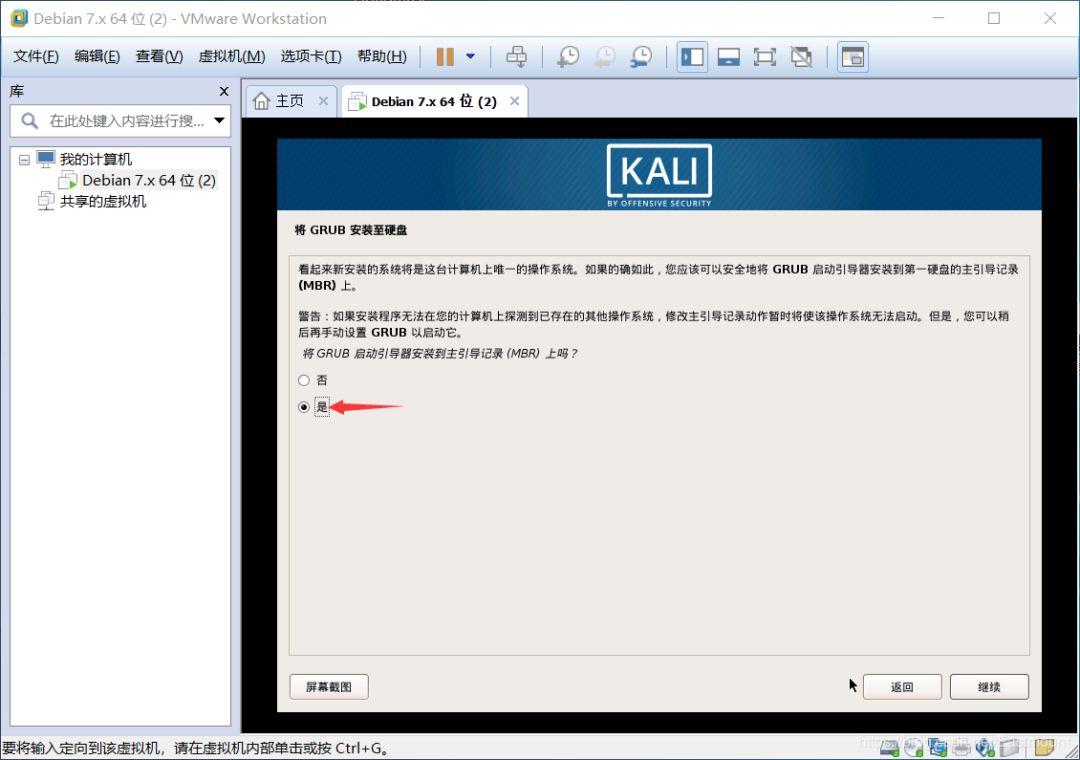 Debian 7.x 64 位 (2) - VMware Workstation
文件(F) 编辑(E) 查看(V) 虚拟机(M) 选项卡(T) 帮助(H)
库
在此处键入内容进行搜...
我的计算机
Debian 7.x 64 位 (2)
共享的虚拟机
主页
Debian 7.x 64 位 (2)
KALI
BY OFFENSIVE SECURITY
将 GRUB 安装至硬盘
看起来新安装的系统将是这台计算机上唯一的操作系统。如果的确如此，您应该可以安全地将 GRUB 启动引导器安装到第一硬盘的主引导记录
(MBR) 上。
警告：如果安装程序无法在您的计算机上探测到已存在的其他操作系统，修改主引导记录动作暂时将使该操作系统无法启动。但是，您可以稍
后再手动设置 GRUB 以启动它。
将 GRUB 启动引导器安装到主引导记录 (MBR) 上吗？
否
是
屏幕截图
返回
继续
要将输入定向到该虚拟机，请在虚拟机内部单击或按 Ctrl+G。